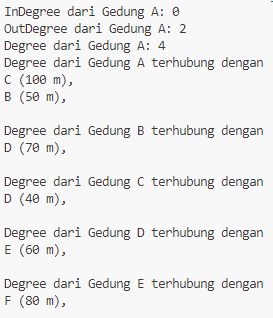 InDegree dari Gedung A: 0
OutDegree dari Gedung A: 2
Degree dari Gedung A: 4
Degree dari Gedung A terhubung dengan
C (100 m),
B (50 m),
Degree dari Gedung B terhubung dengan
D (70 m),
Degree dari Gedung C terhubung dengan
D (40 m),
Degree dari Gedung D terhubung dengan
E (60 m),
Degree dari Gedung E terhubung dengan
F (80 m),